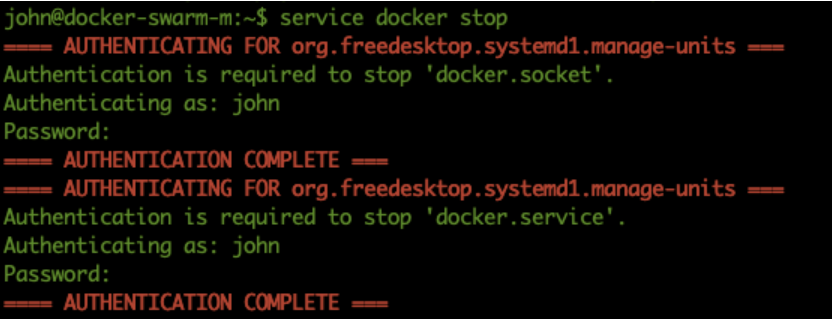 john@docker-swarm-m:~$ service docker stop
==== AUTHENTICATING FOR org.freedesktop.systemd1.manage-units ===
Authentication is required to stop 'docker.socket'.
Authenticating as: john
Password:
==== AUTHENTICATION COMPLETE ===
==== AUTHENTICATING FOR org.freedesktop.systemd1.manage-units ===
Authentication is required to stop 'docker.service'.
Authenticating as: john
Password:
==== AUTHENTICATION COMPLETE ===